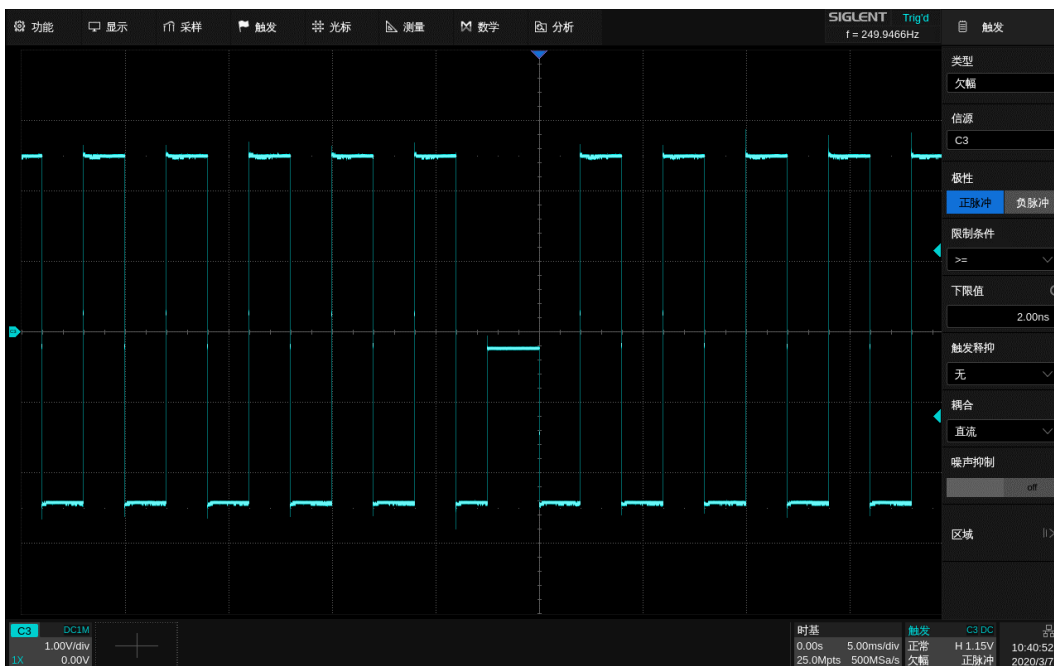 功能 显示 采样 触发 光标 测量 数学 分析
SIGLENT Trig'd
f = 249.9466Hz
触发
类型
欠幅
信源
C3
极性
正脉冲 负脉冲
限制条件
>=
下限值
2.00ns
触发释抑
无
耦合
直流
噪声抑制
off
区域
C3 DC1M
1.00V/div
1X 0.00V
时基
0.00s 5.00ms/div
25.0Mpts 500MSa/s
触发 C3 DC
正常 H 1.15V
欠幅 正脉冲
10:40:52
2020/3/7